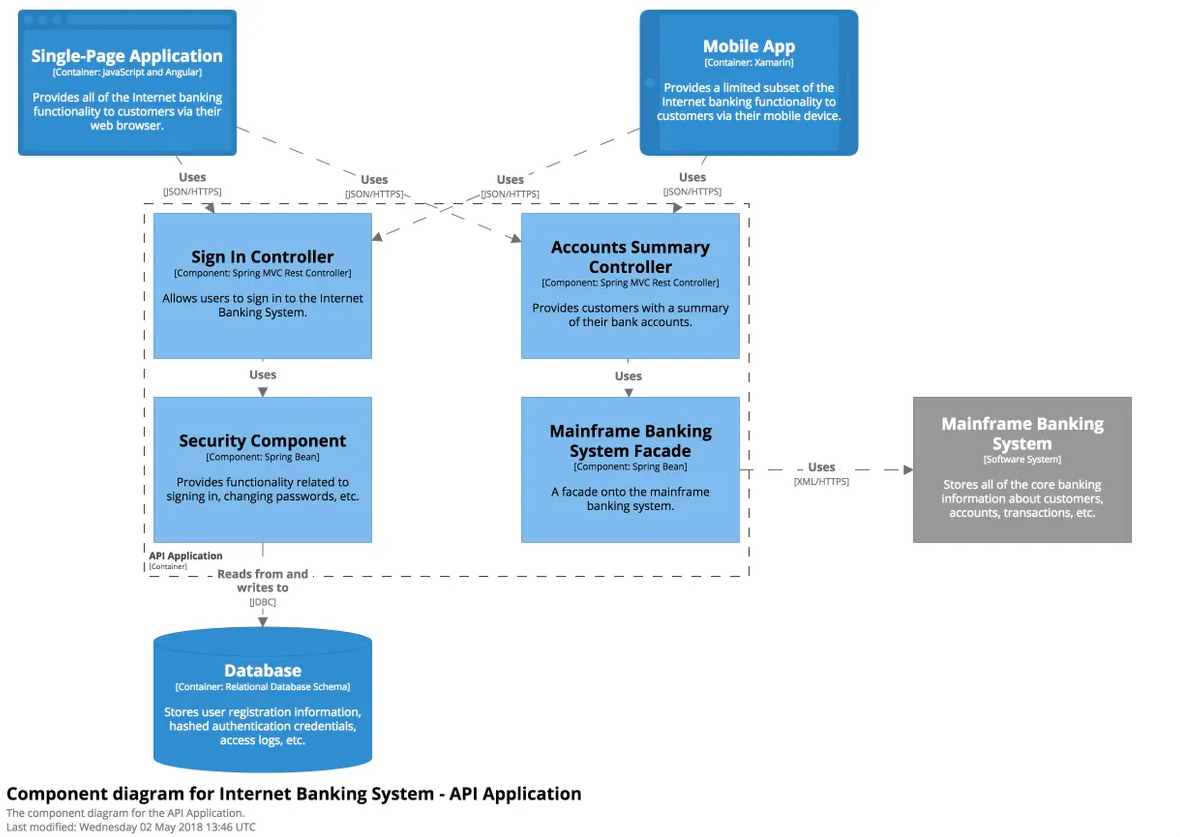 Single-Page Application
[Container: JavaScript and Angular]
Provides all of the Internet banking
functionality to customers via their
web browser.
Mobile App
[Container: Xamarin]
Provides a limited subset of the
Internet banking functionality to
customers via their mobile device.
Uses
[JSON/HTTPS]
Uses
[JSON/HTTPS]
Uses
[JSON/HTTPS]
Uses
[JSON/HTTPS]
Sign In Controller
[Component: Spring MVC Rest Controller]
Allows users to sign in to the Internet
Banking System.
Accounts Summary
Controller
[Component: Spring MVC Rest Controller]
Provides customers with a summary
of their bank accounts.
Uses
Uses
Security Component
[Component: Spring Bean]
Provides functionality related to
signing in, changing passwords, etc.
Mainframe Banking
System Facade
[Component: Spring Bean]
A facade onto the mainframe
banking system.
Uses
[XML/HTTPS]
Mainframe Banking
System
[Software System]
Stores all of the core banking
information about customers,
accounts, transactions, etc.
API Application
[Container]
Reads from and
writes to
[JDBC]
Database
[Container: Relational Database Schema]
Stores user registration information,
hashed authentication credentials,
access logs, etc.
Component diagram for Internet Banking System - API Application
The component diagram for the API Application.
Last modified: Wednesday 02 May 2018 13:46 UTC